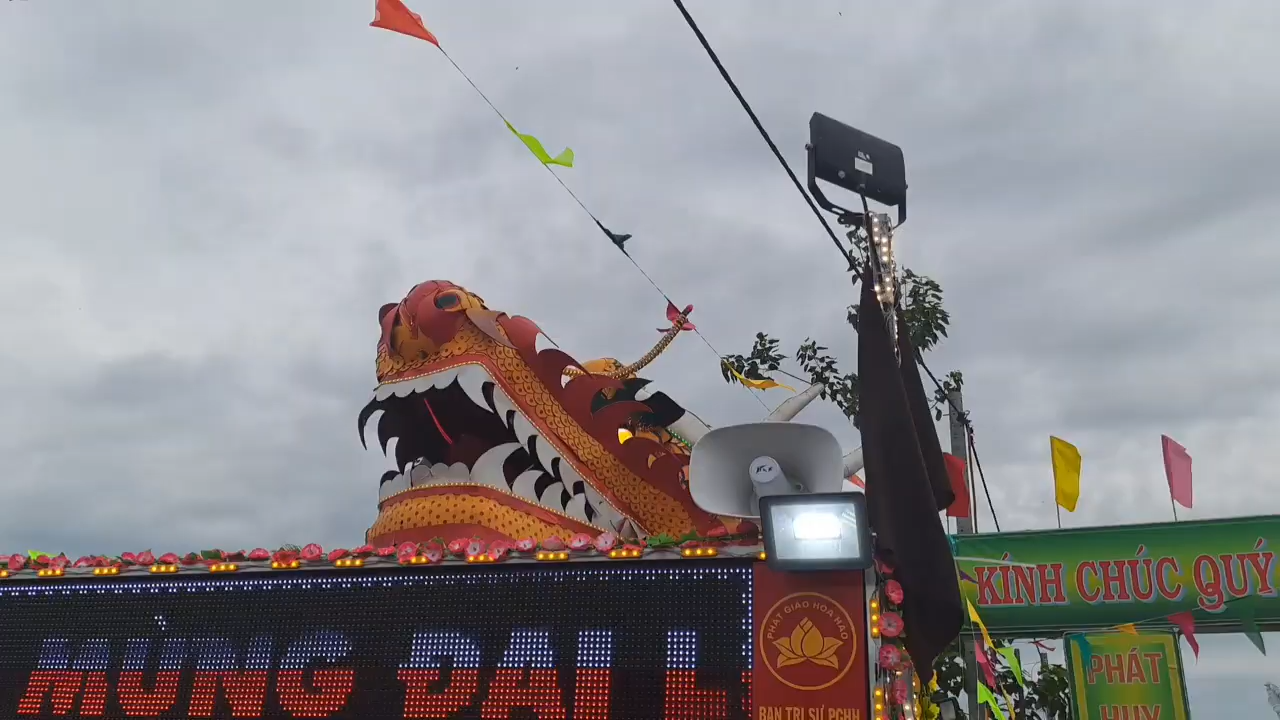 MỪNG ĐẠI L
PHẬT GIÁO HÒA HẢO
BAN TRỊ SỰ PGHH
KÍNH CHÚC QUÝ
PHÁT
HUY